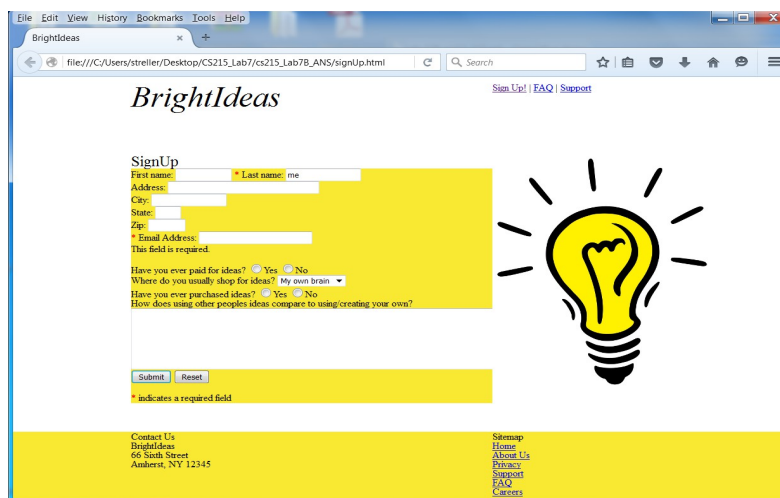 File Edit View History Bookmarks Tools Help
BrightIdeas × +
file:///C:/Users/streller/Desktop/CS215_Lab7/cs215_Lab7B_ANS/signUp.html Search
BrightIdeas
Sign Up! | FAQ | Support
SignUp
First name: * Last name: me
Address:
City:
State:
Zip:
* Email Address:
This field is required.
Have you ever paid for ideas? Yes No
Where do you usually shop for ideas? My own brain
Have you ever purchased ideas? Yes No
How does using other peoples ideas compare to using/creating your own?
Submit Reset
* indicates a required field
Contact Us
BrightIdeas
66 Sixth Street
Amherst, NY 12345
Sitemap
Home
About Us
Privacy
Support
FAQ
Careers